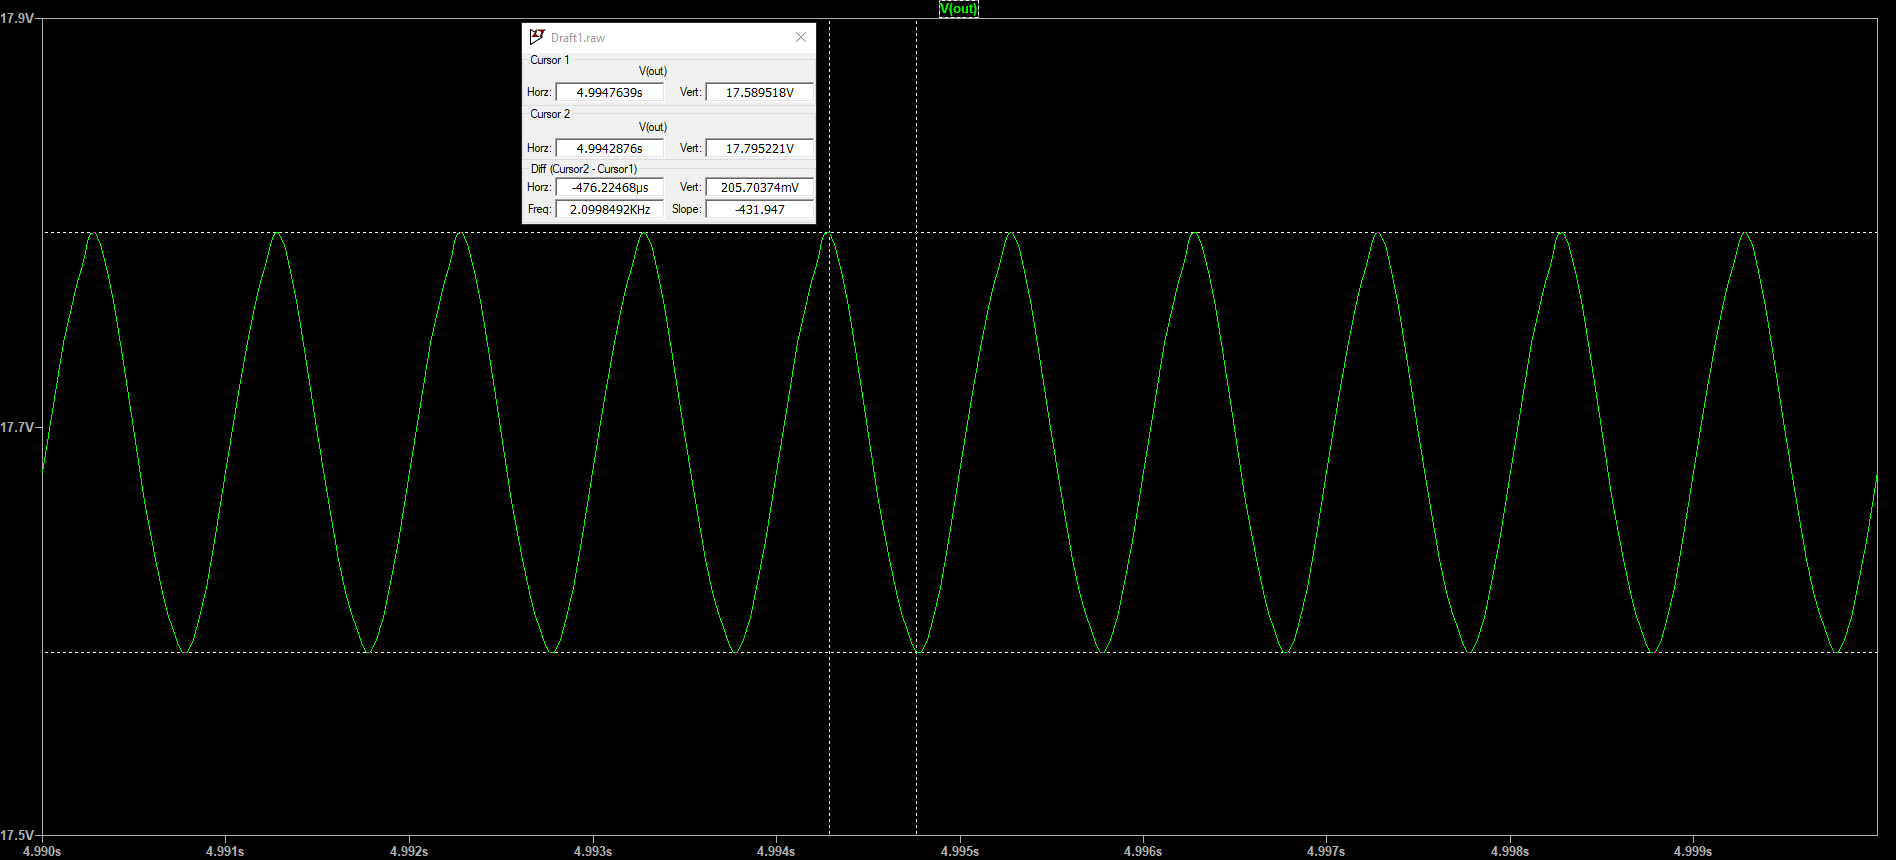 V(out)
17.9V
17.7V
17.5V
Draft1.raw
Cursor 1
V(out)
Horz: 4.9947639s Vert: 17.589518V
Cursor 2
V(out)
Horz: 4.9942876s Vert: 17.795221V
Diff (Cursor2 - Cursor1)
Horz: -476.22468µs Vert: 205.70374mV
Freq: 2.0998492KHz Slope: -431.947
4.990s 4.991s 4.992s 4.993s 4.994s 4.995s 4.996s 4.997s 4.998s 4.999s